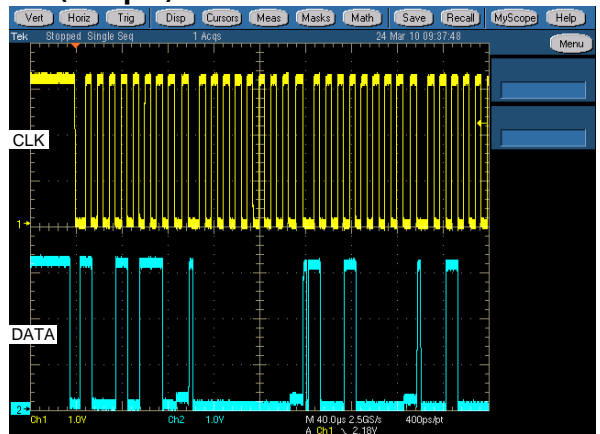 Vert Horiz Trig Disp Cursors Meas Masks Math Save Recall MyScope Help
Tek Stopped Single Seq 1 Acqs 24 Mar 10 09:37:48
Menu
CLK
1
DATA
2
Ch1 1.0V Ch2 1.0V M 40.0µs 2.5GS/s 400ps/pt
A Ch1 ↘ 2.18V